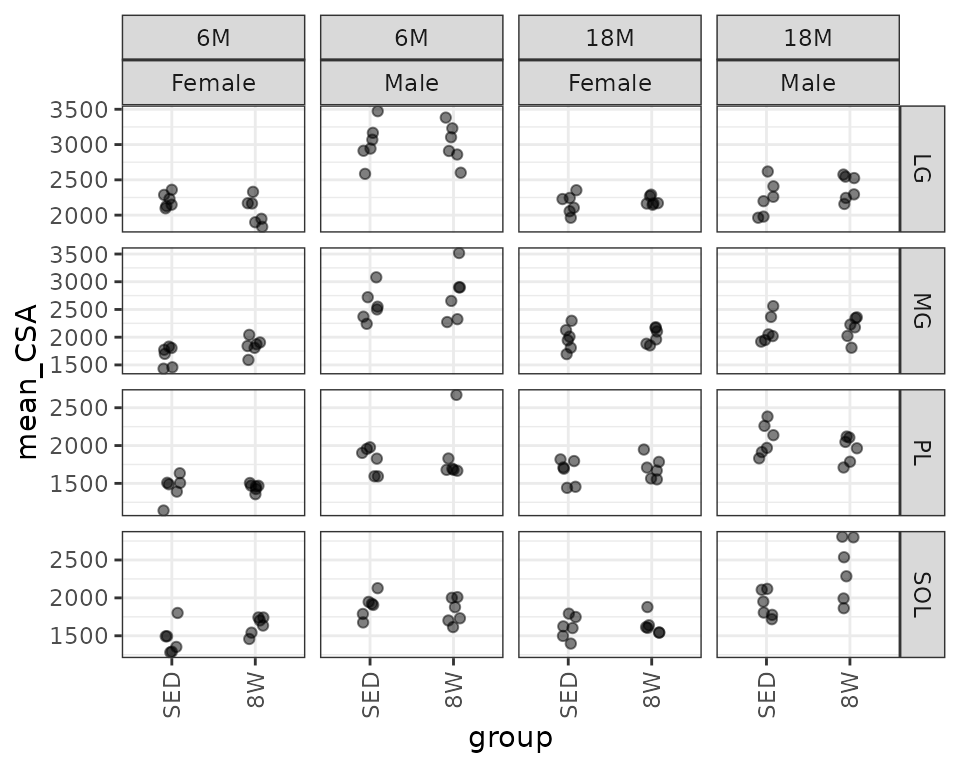 6M 6M 18M 18M
Female Male Female Male
3500
3000
2500
2000
LG
3500
3000
2500
2000
1500
MG
2500
2000
1500
PL
2500
2000
1500
SOL
mean_CSA
SED 8W SED 8W SED 8W SED 8W
group